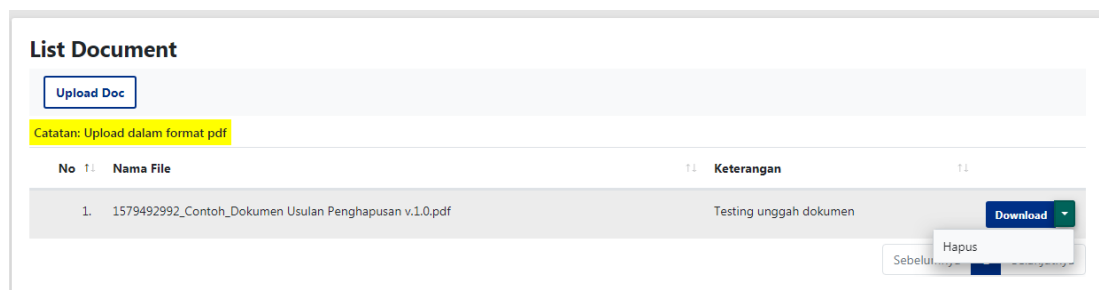 List Document
Upload Doc
Catatan: Upload dalam format pdf
No Nama File Keterangan
1. 1579492992_Contoh_Dokumen Usulan Penghapusan v.1.0.pdf Testing unggah dokumen Download
Hapus